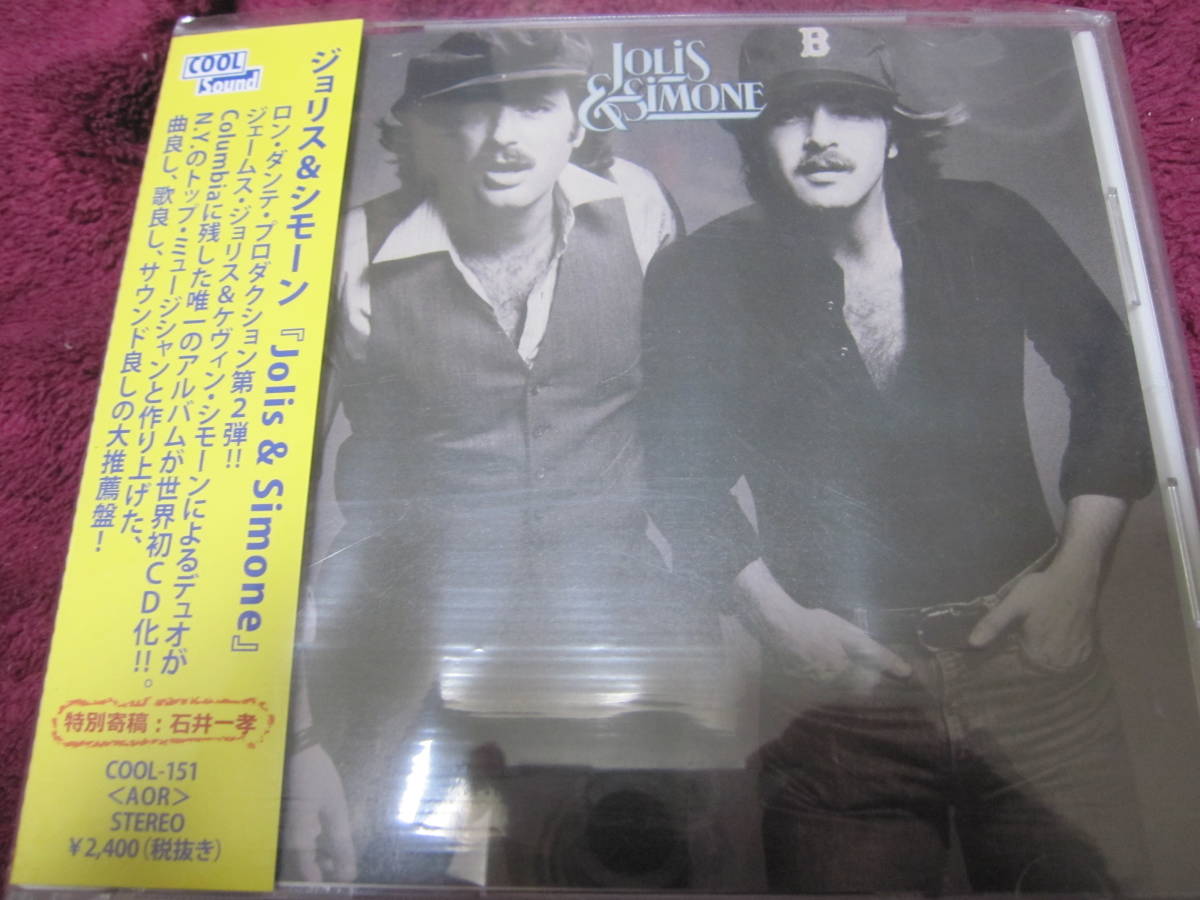 COOL
Sound
ジョリス&シモーン『Jolis & Simone』
ロン・ダンテ・プロダクション第2弾!!
ジェームス・ジョリス&ケヴィン・シモーンによるデュオが
Columbiaに残した唯一のアルバムが世界初CD化!!。
N.Y.のトップ・ミュージシャンと作り上げた、
曲良し、歌良し、サウンド良しの大推薦盤!
特別寄稿:石井一孝
COOL-151
<AOR>
STEREO
¥2,400(税抜き)
JOLIS
& SIMONE
B